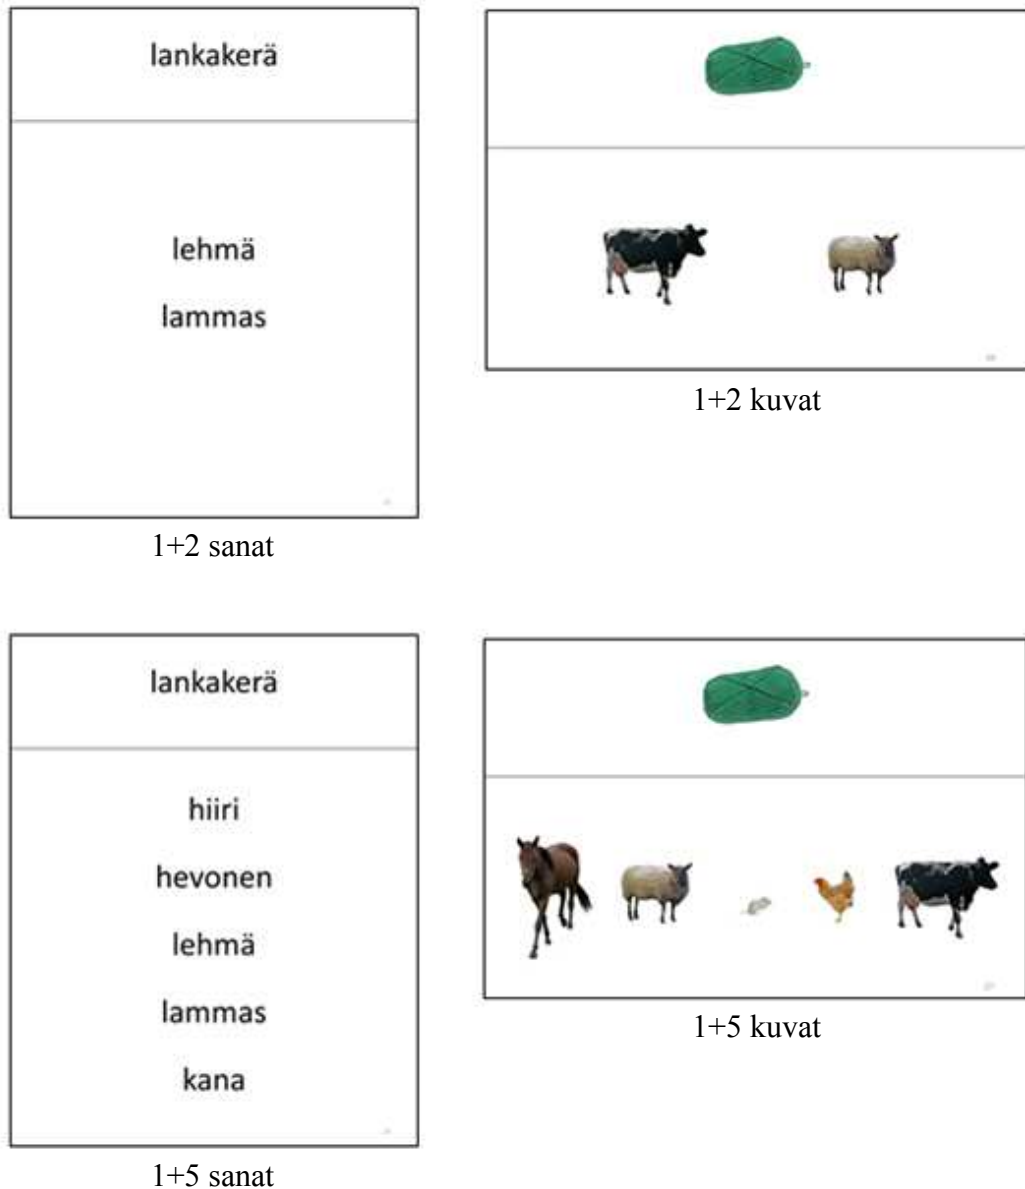 lankakerä
lehmä
lammas
1+2 sanat
1+2 kuvat
lankakerä
hiiri
hevonen
lehmä
lammas
kana
1+5 sanat
1+5 kuvat